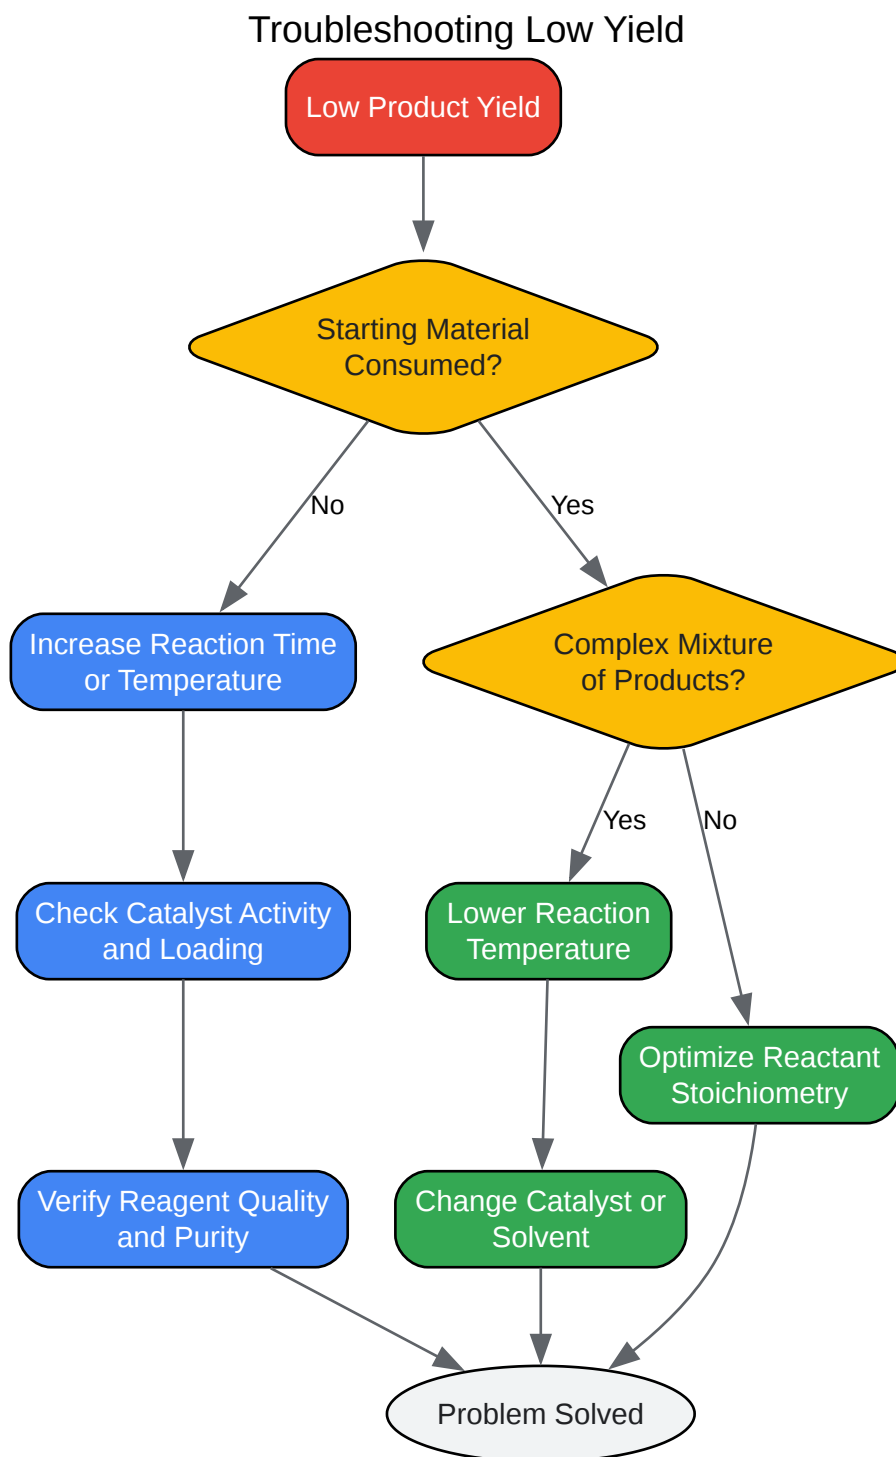 Troubleshooting Low Yield
Low Product Yield
Starting Material
Consumed?
No
Yes
Increase Reaction Time
or Temperature
Complex Mixture
of Products?
Yes
No
Check Catalyst Activity
and Loading
Lower Reaction
Temperature
Optimize Reactant
Stoichiometry
Verify Reagent Quality
and Purity
Change Catalyst or
Solvent
Problem Solved